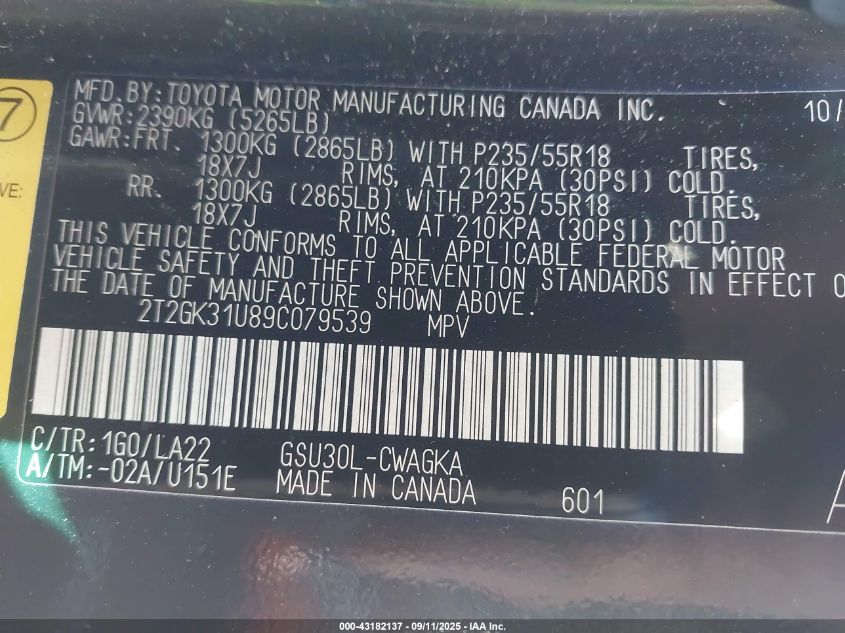 7
VE:
MFD. BY: TOYOTA MOTOR MANUFACTURING CANADA INC. 10/
GVWR: 2390KG (5265LB)
GAWR: FRT. 1300KG (2865LB) WITH P235/55R18 TIRES,
18X7J RIMS, AT 210KPA (30PSI) COLD.
RR. 1300KG (2865LB) WITH P235/55R18 TIRES,
18X7J RIMS, AT 210KPA (30PSI) COLD.
THIS VEHICLE CONFORMS TO ALL APPLICABLE FEDERAL MOTOR
VEHICLE SAFETY AND THEFT PREVENTION STANDARDS IN EFFECT O
THE DATE OF MANUFACTURE SHOWN ABOVE.
2T2GK31U89C079539 MPV
C/TR: 1G0/LA22 GSU30L-CWAGKA
A/TM: -02A/U151E MADE IN CANADA 601
A
000-43182137 - 09/11/2025 - IAA Inc.